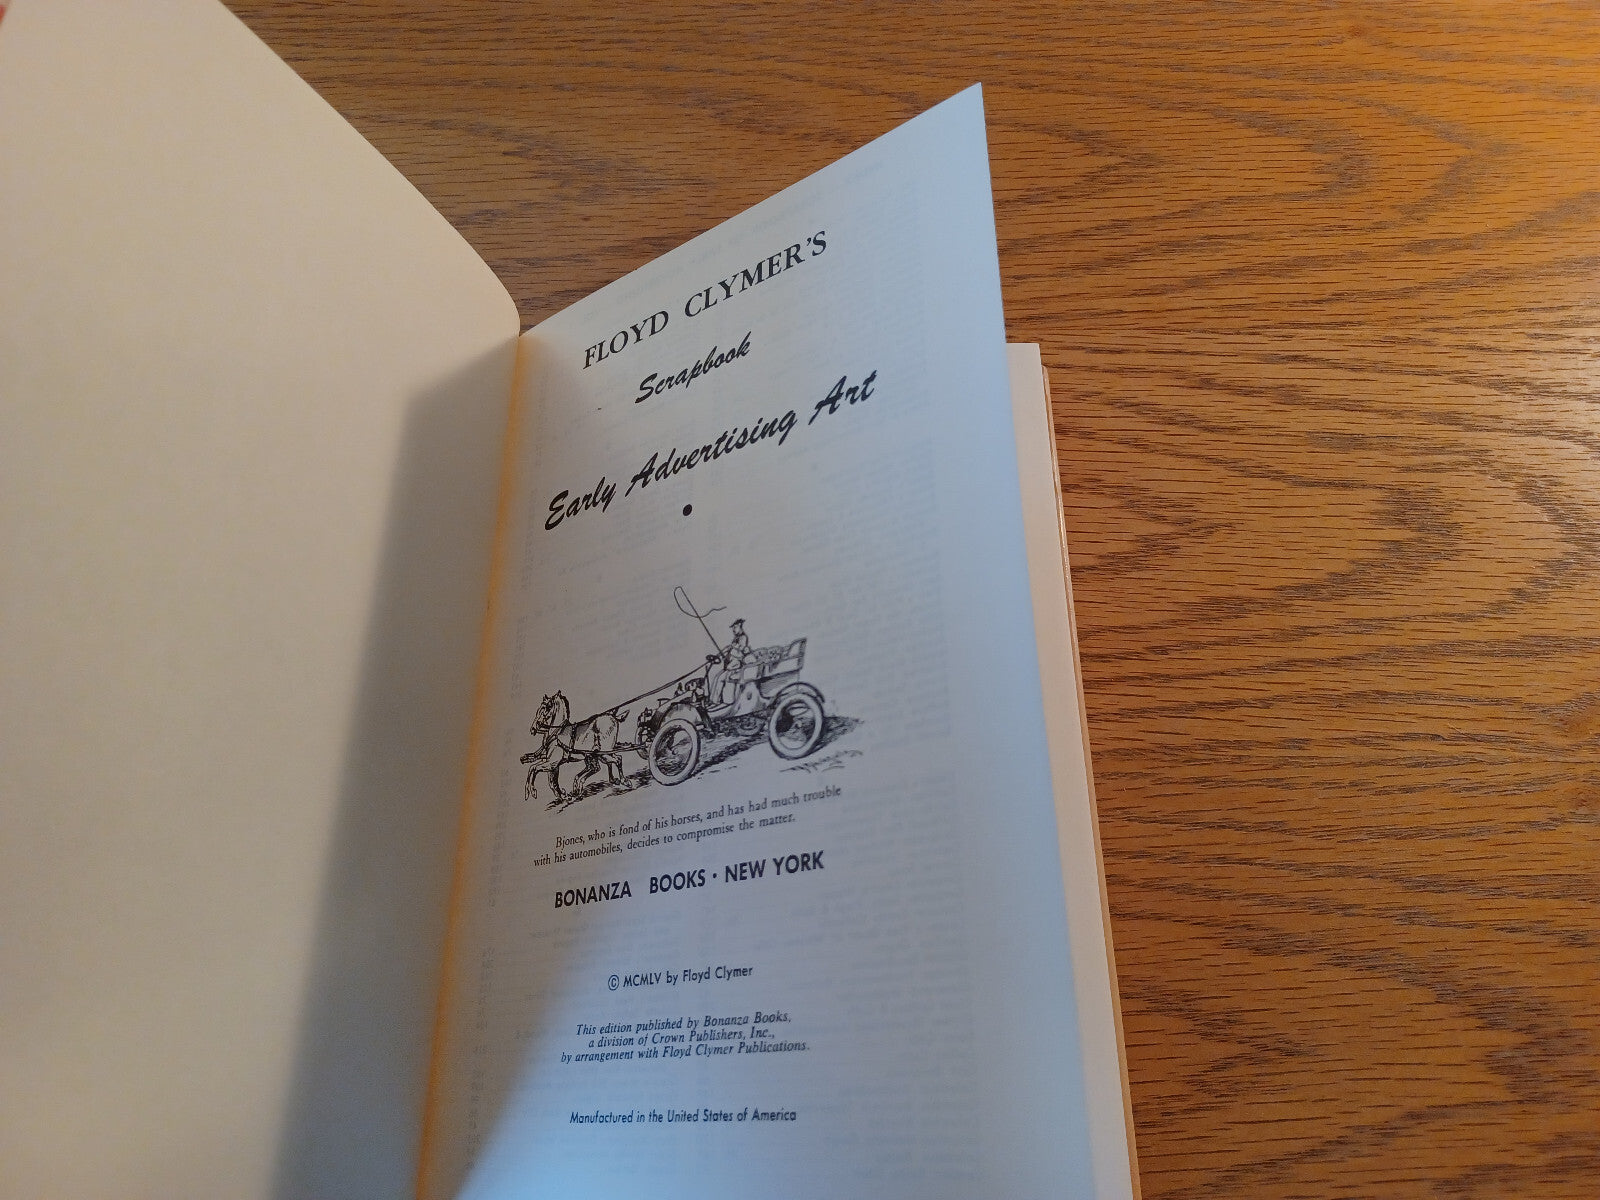 FLOYD CLYMER'S
Scrapbook
Early Advertising Art
Bjones, who is fond of his horses, and has had much trouble
with his automobiles, decides to compromise the matter.
BONANZA BOOKS • NEW YORK
© MCMLV by Floyd Clymer
This edition published by Bonanza Books,
a division of Crown Publishers, Inc.,
by arrangement with Floyd Clymer Publications.
Manufactured in the United States of America